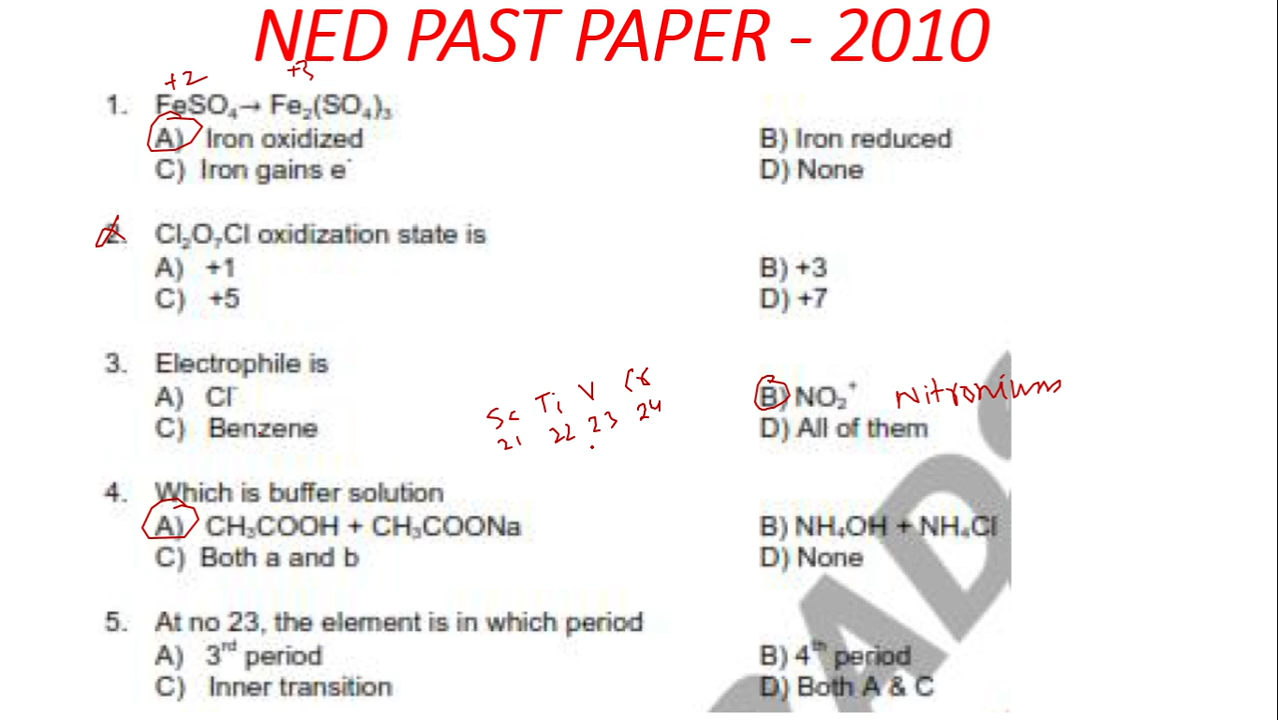 NED PAST PAPER - 2010
+2 +3
1. FeSO₄→ Fe₂(SO₄)₃
A) Iron oxidized B) Iron reduced
C) Iron gains e⁻ D) None
2. Cl₂O₇Cl oxidization state is
A) +1 B) +3
C) +5 D) +7
3. Electrophile is
A) Cl⁻ B) NO₂⁺ Nitronium
C) Benzene D) All of them
Sc Ti V Cr
21 22 23 24
4. Which is buffer solution
A) CH₃COOH + CH₃COONa B) NH₄OH + NH₄Cl
C) Both a and b D) None
5. At no 23, the element is in which period
A) 3ʳᵈ period B) 4ᵗʰ period
C) Inner transition D) Both A & C